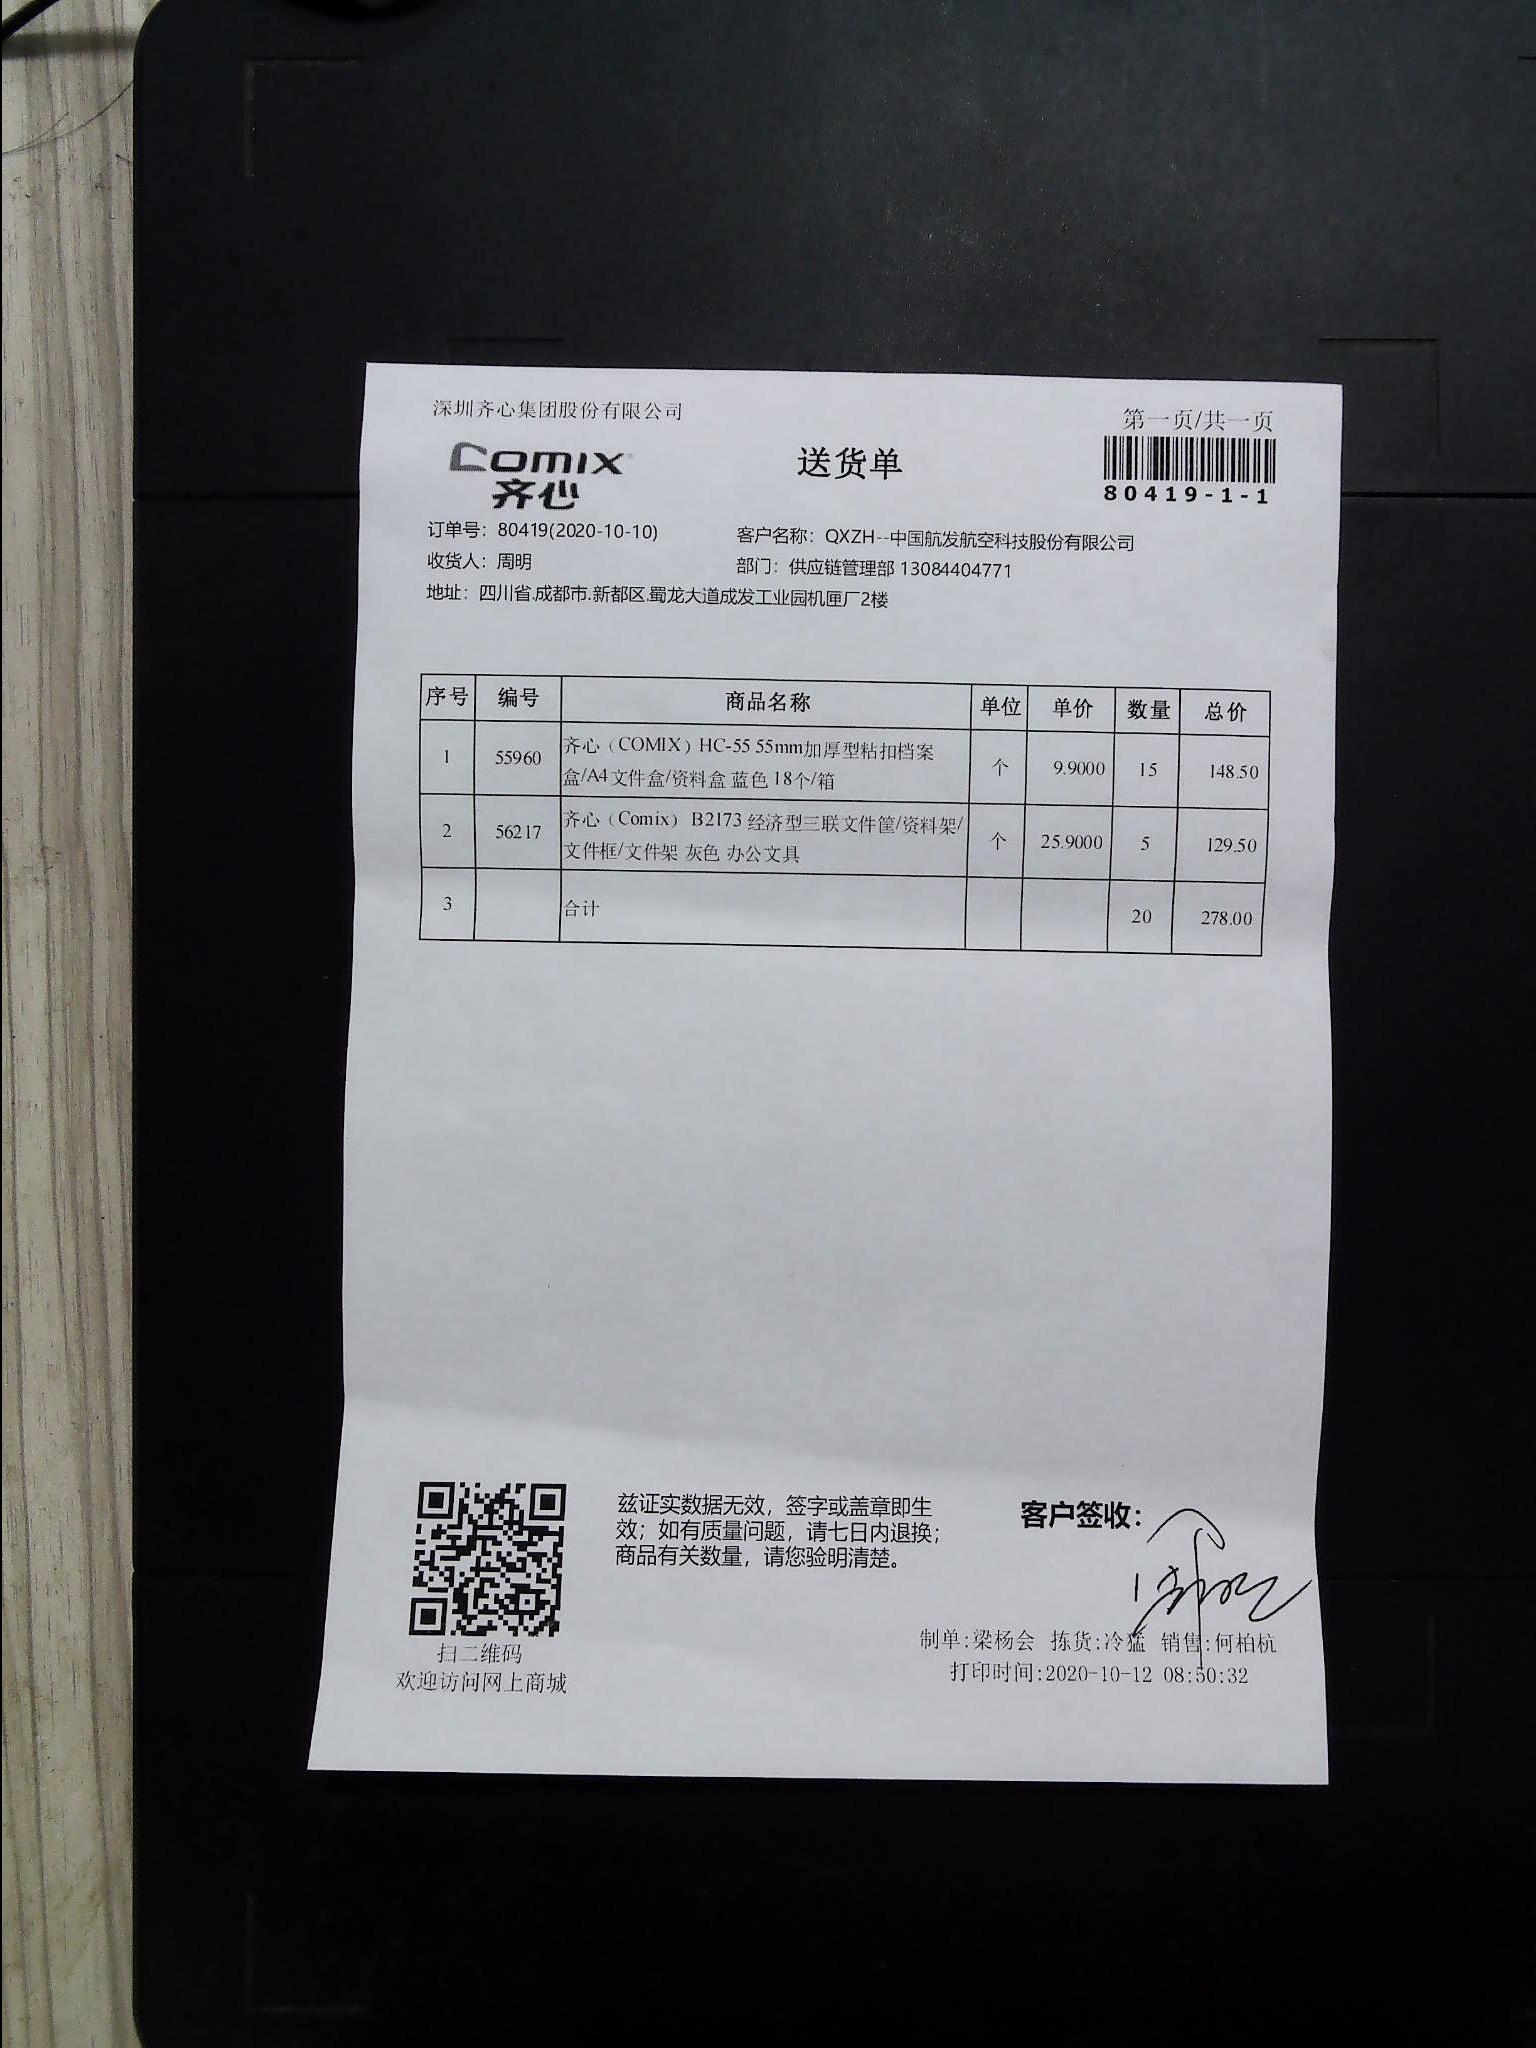 深圳齐心集团股份有限公司
第一页/共一页
COMIX
齐心
送货单
80419-1-1
订单号：80419(2020-10-10)
客户名称：QXZH--中国航发航空科技股份有限公司
收货人：周明
部门：供应链管理部 13084404771
地址：四川省.成都市.新都区.蜀龙大道成发工业园机匣厂2楼
序号 编号 商品名称 单位 单价 数量 总价
1 55960 齐心（COMIX）HC-55 55mm加厚型粘扣档案 个 9.9000 15 148.50
盒/A4文件盒/资料盒 蓝色 18个/箱
2 56217 齐心（Comix） B2173 经济型三联文件筐/资料架/ 个 25.9000 5 129.50
文件框/文件架 灰色 办公文具
3 合计 20 278.00
兹证实数据无效，签字或盖章即生
效；如有质量问题，请七日内退换；
商品有关数量，请您验明清楚。
客户签收：
扫二维码
欢迎访问网上商城
制单:梁杨会 拣货:冷猛 销售:何柏杭
打印时间:2020-10-12 08:50:32